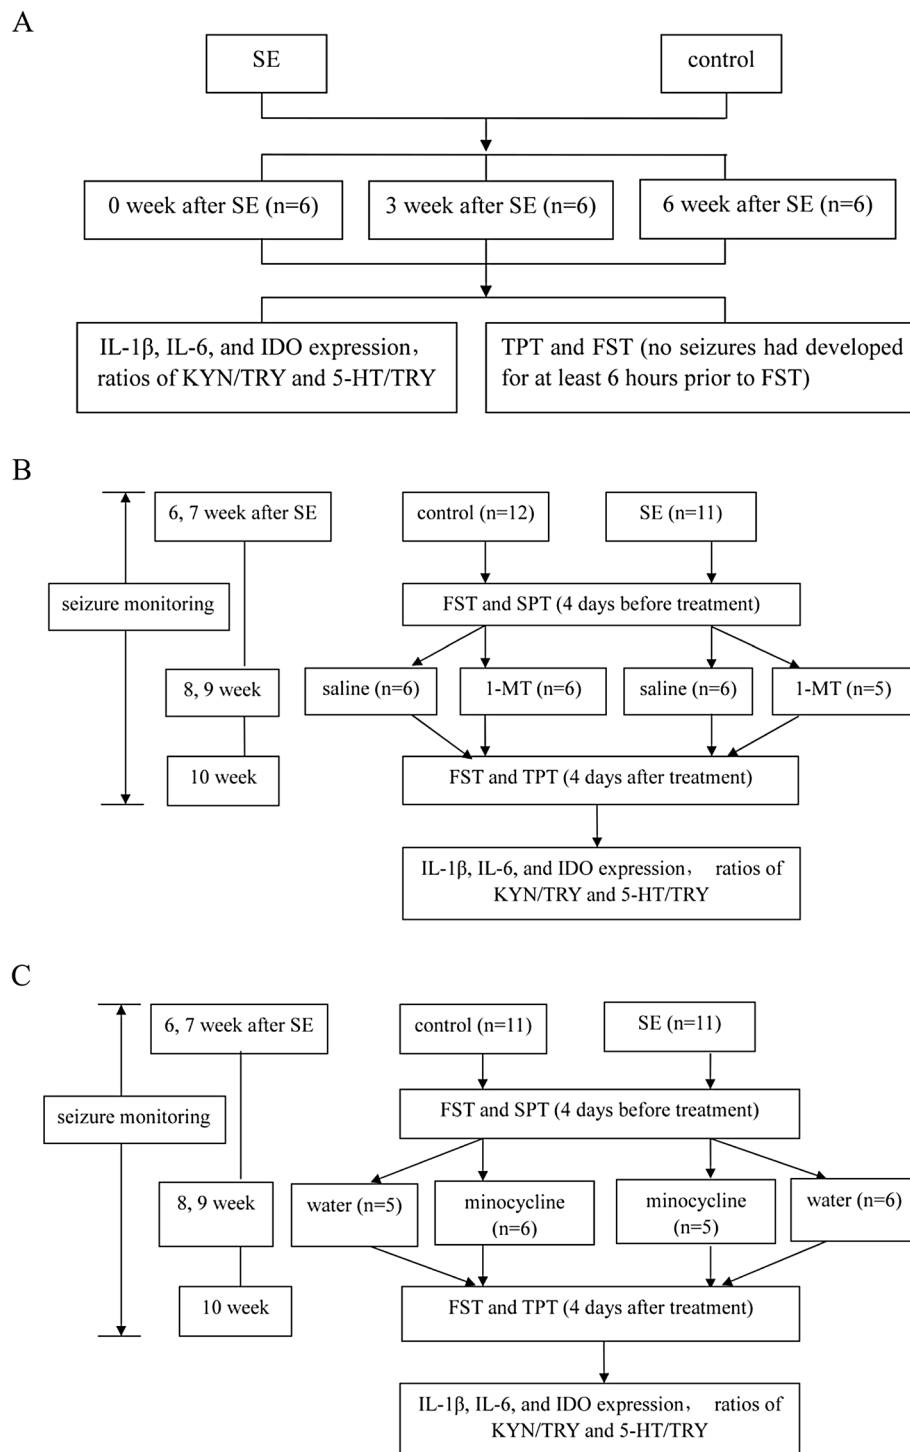 A
SE
control
0 week after SE (n=6)
3 week after SE (n=6)
6 week after SE (n=6)
IL-1β, IL-6, and IDO expression,
ratios of KYN/TRY and 5-HT/TRY
TPT and FST (no seizures had developed
for at least 6 hours prior to FST)
B
6, 7 week after SE
control (n=12)
SE (n=11)
seizure monitoring
FST and SPT (4 days before treatment)
8, 9 week
saline (n=6)
1-MT (n=6)
saline (n=6)
1-MT (n=5)
10 week
FST and TPT (4 days after treatment)
IL-1β, IL-6, and IDO expression, ratios of
KYN/TRY and 5-HT/TRY
C
6, 7 week after SE
control (n=11)
SE (n=11)
seizure monitoring
FST and SPT (4 days before treatment)
8, 9 week
water (n=5)
minocycline
(n=6)
minocycline
(n=5)
water (n=6)
10 week
FST and TPT (4 days after treatment)
IL-1β, IL-6, and IDO expression, ratios of
KYN/TRY and 5-HT/TRY